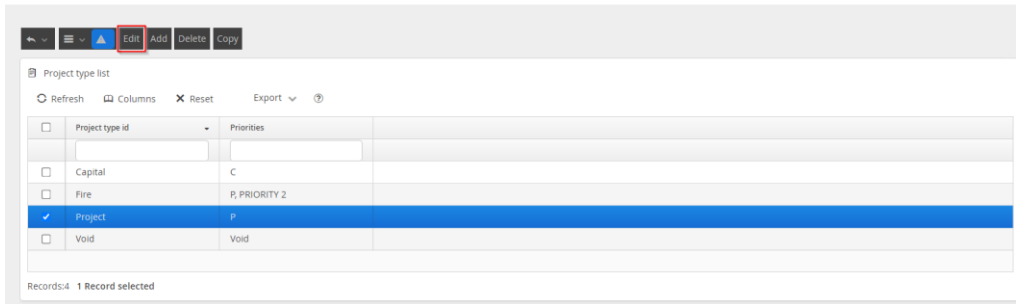 Edit Add Delete Copy
Project type list
Refresh Columns Reset Export ?
Project type id Priorities
Capital C
Fire P, PRIORITY 2
Project P
Void Void
Records:4 1 Record selected